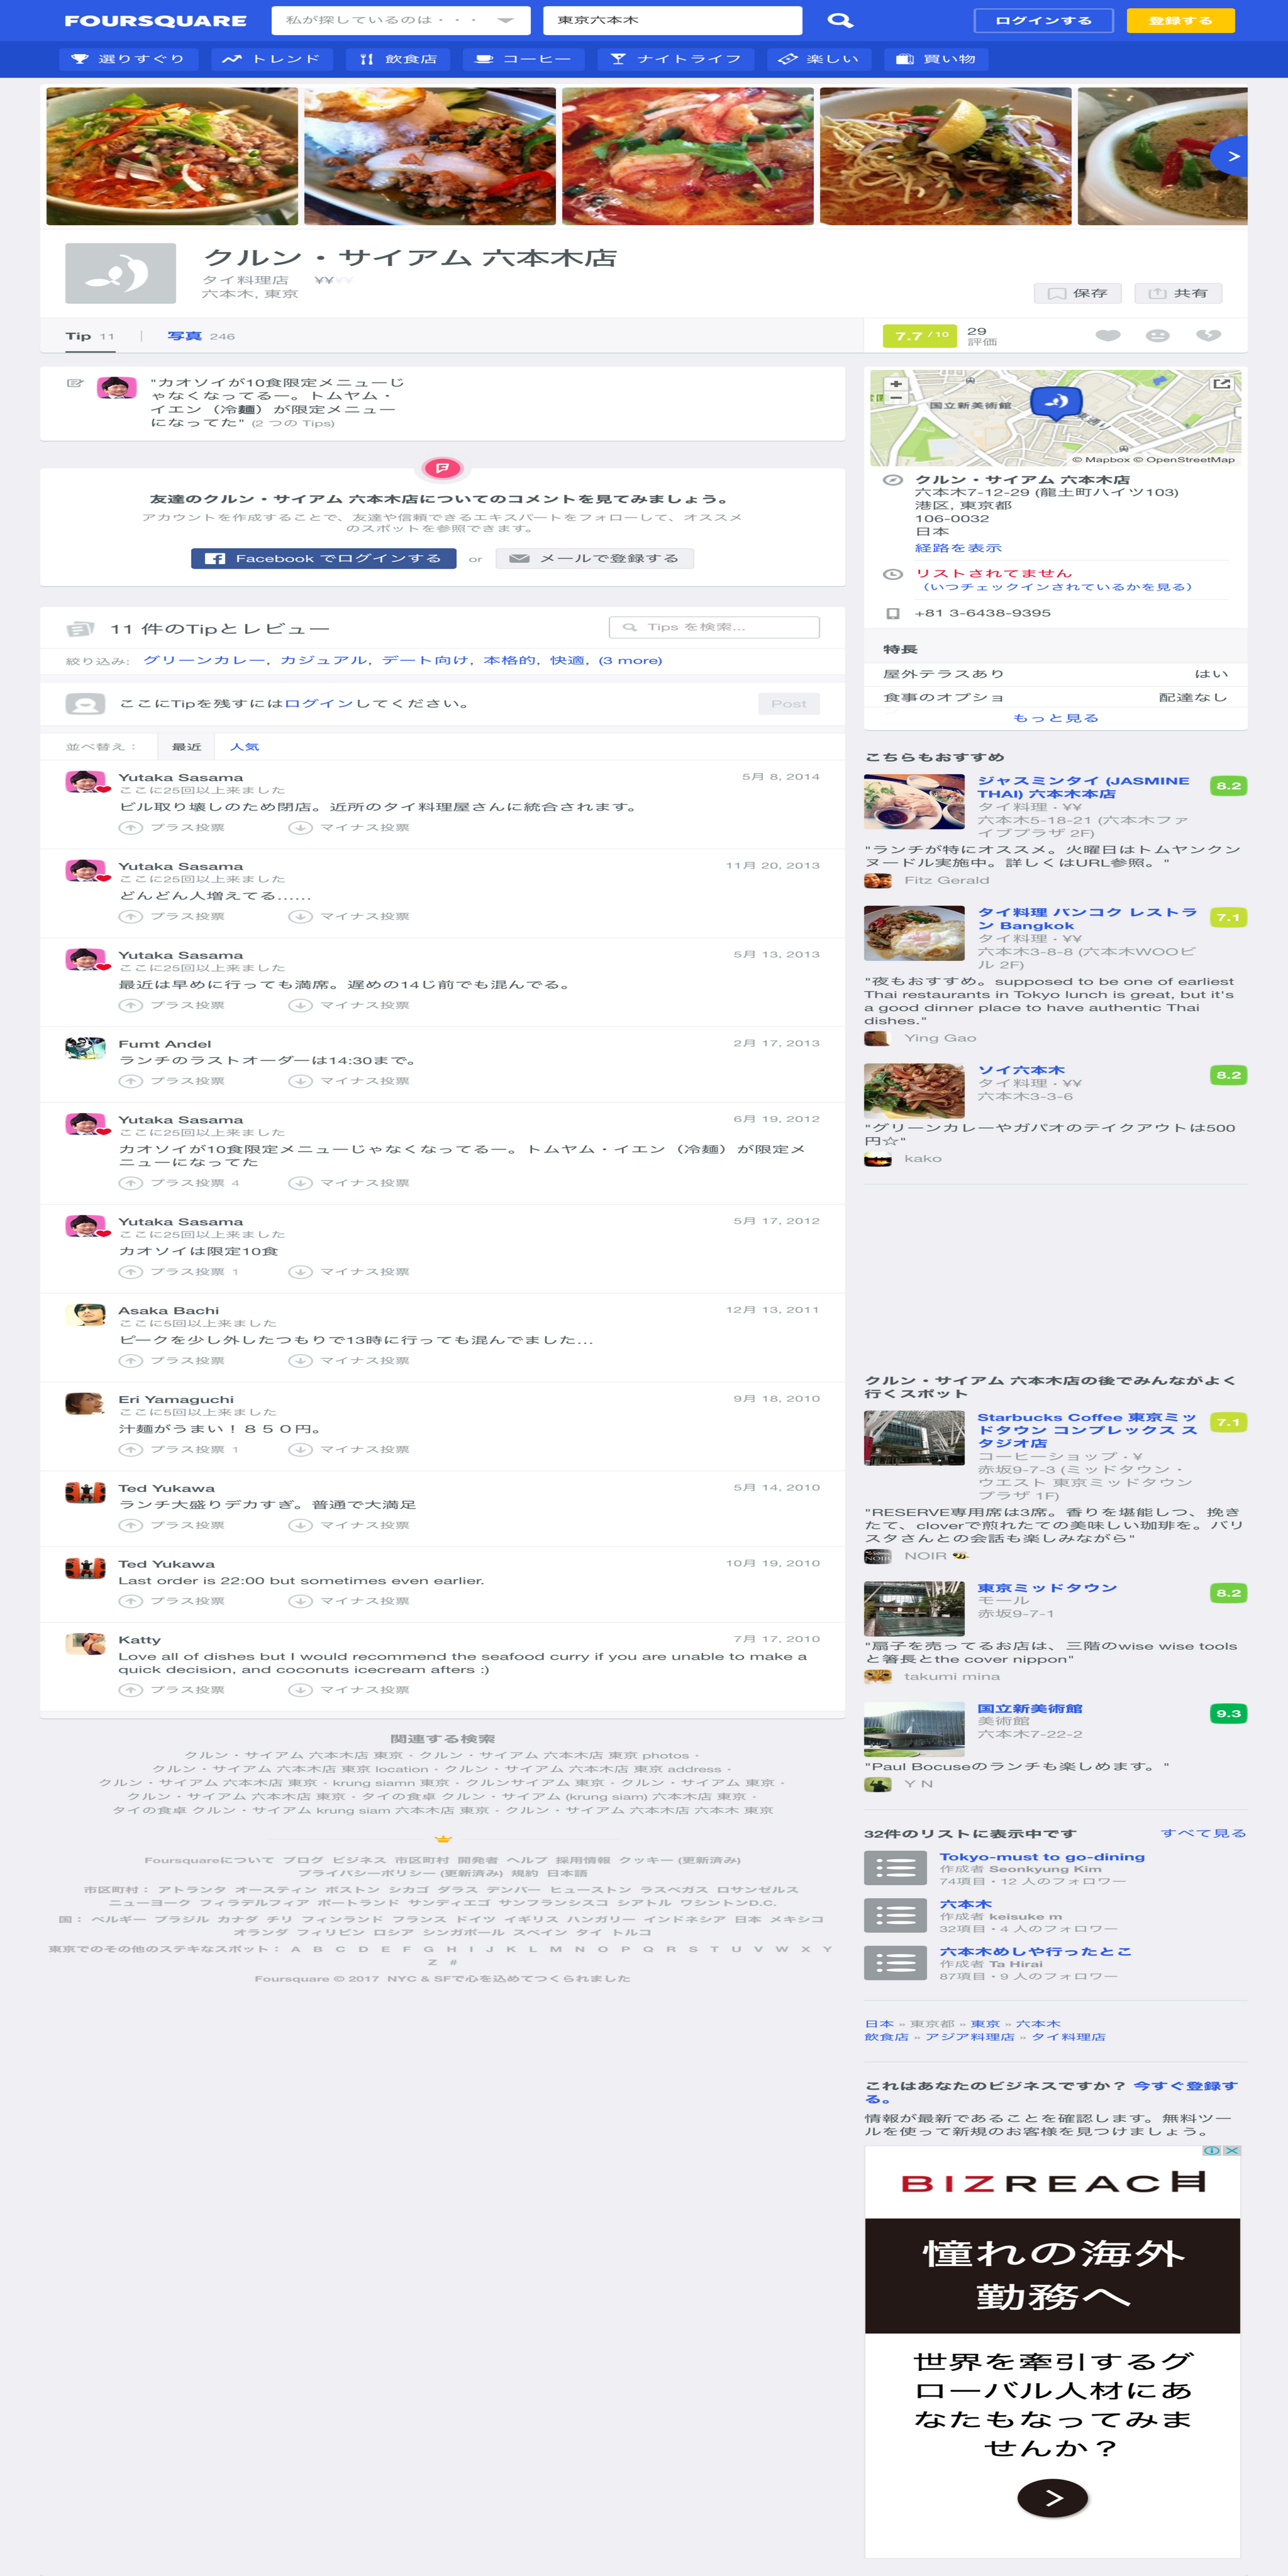 FOURSQUARE
私が探しているのは・・・
東京六本木
ログインする
登録する
選りすぐり
トレンド
飲食店
コーヒー
ナイトライフ
楽しい
買い物
クルン・サイアム 六本木店
タイ料理店 ¥¥¥¥
六本木, 東京
保存
共有
Tip 11
写真 246
7.7 /10
29
評価
"カオソイが10食限定メニューじ
ゃなくなってるー。トムヤム・
イエン（冷麺）が限定メニュー
になってた" (2 つの Tips)
友達のクルン・サイアム 六本木店についてのコメントを見てみましょう。
アカウントを作成することで、友達や信頼できるエキスパートをフォローして、オススメ
のスポットを参照できます。
Facebook でログインする
or
メールで登録する
11 件のTipとレビュー
Tips を検索...
絞り込み: グリーンカレー, カジュアル, デート向け, 本格的, 快適, (3 more)
ここにTipを残すにはログインしてください。
Post
並べ替え：
最近
人気
Yutaka Sasama
5月 8, 2014
ここに25回以上来ました
ビル取り壊しのため閉店。近所のタイ料理屋さんに統合されます。
プラス投票
マイナス投票
Yutaka Sasama
11月 20, 2013
ここに25回以上来ました
どんどん人増えてる……
プラス投票
マイナス投票
Yutaka Sasama
5月 13, 2013
ここに25回以上来ました
最近は早めに行っても満席。遅めの14じ前でも混んでる。
プラス投票
マイナス投票
Fumt Andel
2月 17, 2013
ランチのラストオーダーは14:30まで。
プラス投票
マイナス投票
Yutaka Sasama
6月 19, 2012
ここに25回以上来ました
カオソイが10食限定メニューじゃなくなってるー。トムヤム・イエン（冷麺）が限定メ
ニューになってた
プラス投票 4
マイナス投票
Yutaka Sasama
5月 17, 2012
ここに25回以上来ました
カオソイは限定10食
プラス投票 1
マイナス投票
Asaka Bachi
12月 13, 2011
ここに5回以上来ました
ピークを少し外したつもりで13時に行っても混んでました…
プラス投票
マイナス投票
Eri Yamaguchi
9月 18, 2010
ここに5回以上来ました
汁麺がうまい！８５０円。
プラス投票 1
マイナス投票
Ted Yukawa
5月 14, 2010
ランチ大盛りデカすぎ。普通で大満足
プラス投票
マイナス投票
Ted Yukawa
10月 19, 2010
Last order is 22:00 but sometimes even earlier.
プラス投票
マイナス投票
Katty
7月 17, 2010
Love all of dishes but I would recommend the seafood curry if you are unable to make a
quick decision, and coconuts icecream afters :)
プラス投票
マイナス投票
関連する検索
クルン・サイアム 六本木店 東京 · クルン・サイアム 六本木店 東京 photos ·
クルン・サイアム 六本木店 東京 location · クルン・サイアム 六本木店 東京 address ·
クルン・サイアム 六本木店 東京 · krung siamn 東京 · クルンサイアム 東京 · クルン・サイアム 東京 ·
クルン・サイアム 六本木店 東京 · タイの食卓 クルン・サイアム (krung siam) 六本木店 東京 ·
タイの食卓 クルン・サイアム krung siam 六本木店 東京 · クルン・サイアム 六本木店 六本木 東京
Foursquareについて ブログ ビジネス 市区町村 開発者 ヘルプ 採用情報 クッキー (更新済み)
プライバシーポリシー (更新済み) 規約 日本語
市区町村： アトランタ オースティン ボストン シカゴ ダラス デンバー ヒューストン ラスベガス ロサンゼルス
ニューヨーク フィラデルフィア ポートランド サンディエゴ サンフランシスコ シアトル ワシントンD.C.
国： ベルギー ブラジル カナダ チリ フィンランド フランス ドイツ イギリス ハンガリー インドネシア 日本 メキシコ
オランダ フィリピン ロシア シンガポール スペイン タイ トルコ
東京でのその他のステキなスポット： A B C D E F G H I J K L M N O P Q R S T U V W X Y
Z #
Foursquare © 2017 NYC & SFで心を込めてつくられました
+
−
国立新美術館
© Mapbox © OpenStreetMap
クルン・サイアム 六本木店
六本木7-12-29 (龍土町ハイツ103)
港区, 東京都
106-0032
日本
経路を表示
リストされてません
（いつチェックインされているかを見る）
+81 3-6438-9395
特長
屋外テラスあり はい
食事のオプショ 配達なし
もっと見る
こちらもおすすめ
ジャスミンタイ (JASMINE
THAI) 六本木本店
8.2
タイ料理 · ¥¥
六本木5-18-21 (六本木ファ
イブプラザ 2F)
"ランチが特にオススメ。火曜日はトムヤンクン
ヌードル実施中。詳しくはURL参照。"
Fitz Gerald
タイ料理 バンコク レストラ
ン Bangkok
7.1
タイ料理 · ¥¥
六本木3-8-8 (六本木WOOビ
ル 2F)
"夜もおすすめ。supposed to be one of earliest
Thai restaurants in Tokyo lunch is great, but it's
a good dinner place to have authentic Thai
dishes."
Ying Gao
ソイ六本木
8.2
タイ料理 · ¥¥
六本木3-3-6
"グリーンカレーやガパオのテイクアウトは500
円☆"
kako
クルン・サイアム 六本木店の後でみんながよく
行くスポット
Starbucks Coffee 東京ミッ
ドタウン コンプレックス ス
タジオ店
7.1
コーヒーショップ · ¥
赤坂9-7-3 (ミッドタウン・
ウエスト 東京ミッドタウン
プラザ 1F)
"RESERVE専用席は3席。香りを堪能しつつ、挽き
たて、cloverで煎れたての美味しい珈琲を。バリ
スタさんとの会話も楽しみながら"
NOIR
東京ミッドタウン
8.2
モール
赤坂9-7-1
"扇子を売ってるお店は、三階のwise wise tools
と箸長とthe cover nippon"
takumi mina
国立新美術館
9.3
美術館
六本木7-22-2
"Paul Bocuseのランチも楽しめます。"
Y N
32件のリストに表示中です
すべて見る
Tokyo-must to go-dining
作成者 Seonkyung Kim
74項目 · 12 人のフォロワー
六本木
作成者 keisuke m
32項目 · 4 人のフォロワー
六本木めしや行ったとこ
作成者 Ta Hirai
87項目 · 9 人のフォロワー
日本 » 東京都 » 東京 » 六本木
飲食店 » アジア料理店 » タイ料理店
これはあなたのビジネスですか？ 今すぐ登録す
る。
情報が最新であることを確認します。無料ツー
ルを使って新規のお客様を見つけましょう。
BIZREACH
憧れの海外
勤務へ
世界を牽引するグ
ローバル人材にあ
なたもなってみま
せんか？